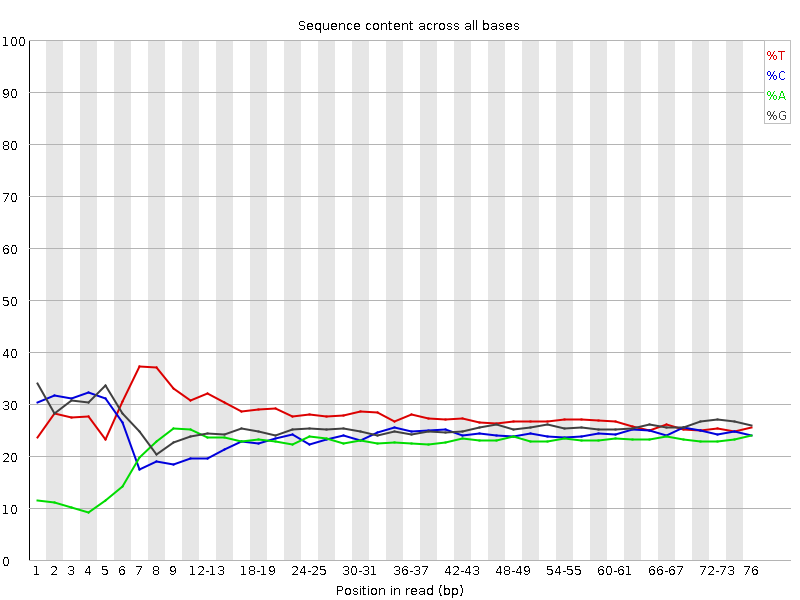 Sequence content across all bases
100
90
80
70
60
50
40
30
20
10
0
%T
%C
%A
%G
1 2 3 4 5 6 7 8 9 12-13 18-19 24-25 30-31 36-37 42-43 48-49 54-55 60-61 66-67 72-73 76
Position in read (bp)